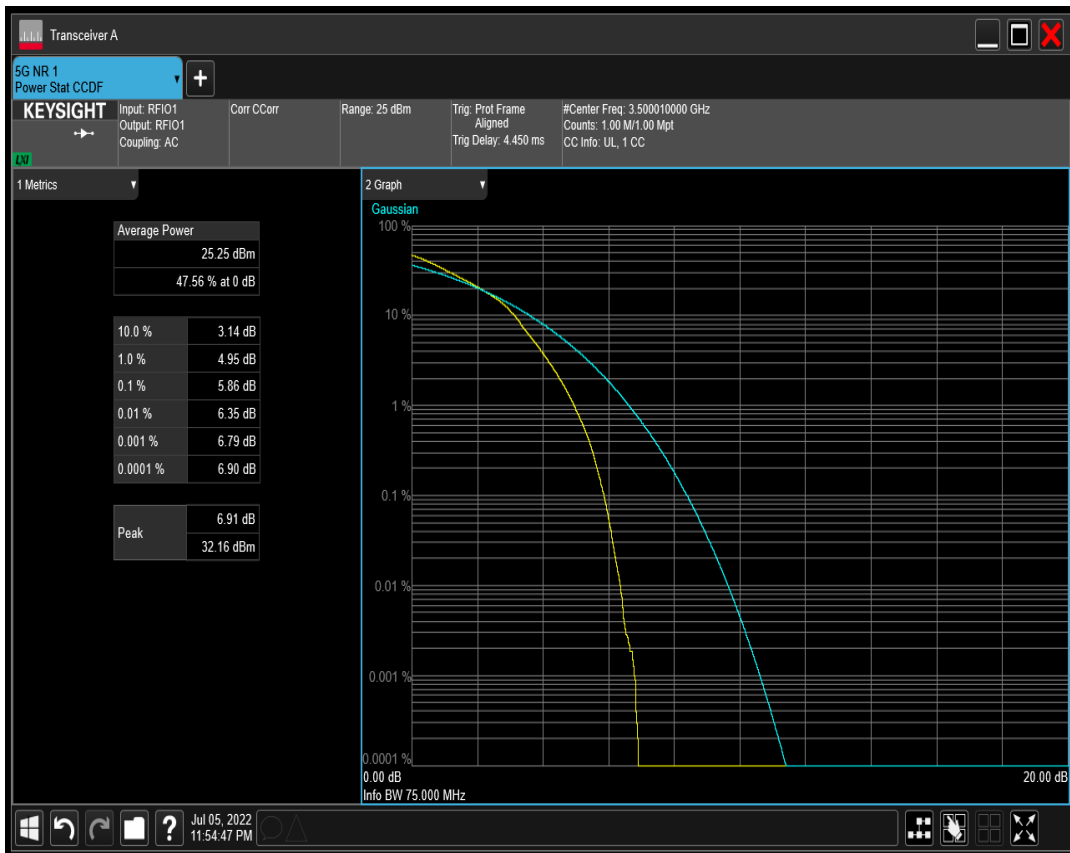 Transceiver A
5G NR 1
Power Stat CCDF
+
KEYSIGHT
LXI
Input: RFIO1
Output: RFIO1
Coupling: AC
Corr CCorr
Range: 25 dBm
Trig: Prot Frame
Aligned
Trig Delay: 4.450 ms
#Center Freq: 3.500010000 GHz
Counts: 1.00 M/1.00 Mpt
CC Info: UL, 1 CC
1 Metrics
Average Power
25.25 dBm
47.56 % at 0 dB
10.0 % 3.14 dB
1.0 % 4.95 dB
0.1 % 5.86 dB
0.01 % 6.35 dB
0.001 % 6.79 dB
0.0001 % 6.90 dB
Peak
6.91 dB
32.16 dBm
2 Graph
Gaussian
100 %
10 %
1 %
0.1 %
0.01 %
0.001 %
0.0001 %
0.00 dB 20.00 dB
Info BW 75.000 MHz
?
Jul 05, 2022
11:54:47 PM